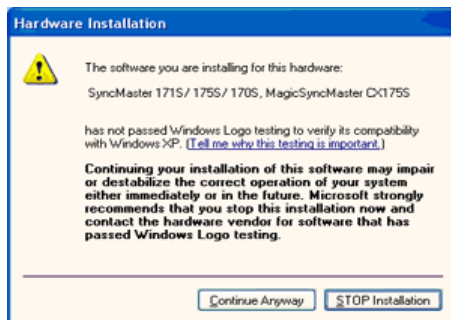 Hardware Installation
The software you are installing for this hardware:
SyncMaster 171S/ 175S/ 170S, MagicSyncMaster CX175S
has not passed Windows Logo testing to verify its compatibility
with Windows XP. (Tell me why this testing is important.)
Continuing your installation of this software may impair
or destabilize the correct operation of your system
either immediately or in the future. Microsoft strongly
recommends that you stop this installation now and
contact the hardware vendor for software that has
passed Windows Logo testing.
Continue Anyway
STOP Installation